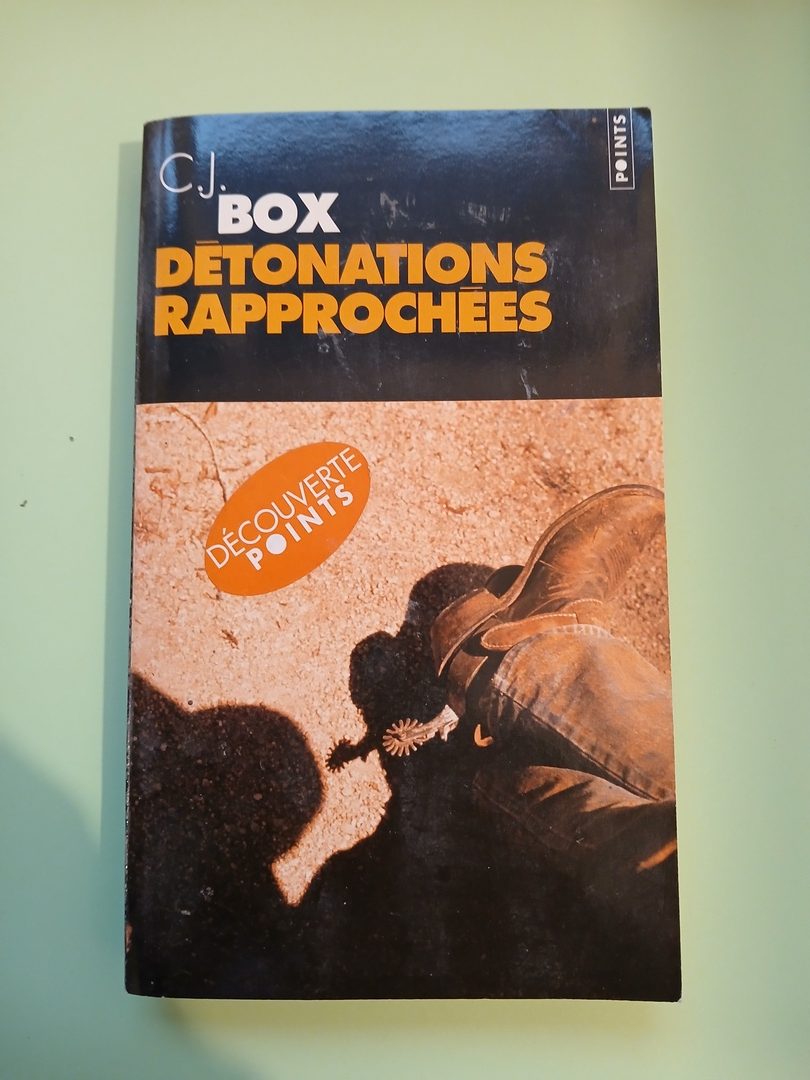 POINTS
C.J.
BOX
DÉTONATIONS
RAPPROCHÉES
DÉCOUVERTE
POINTS